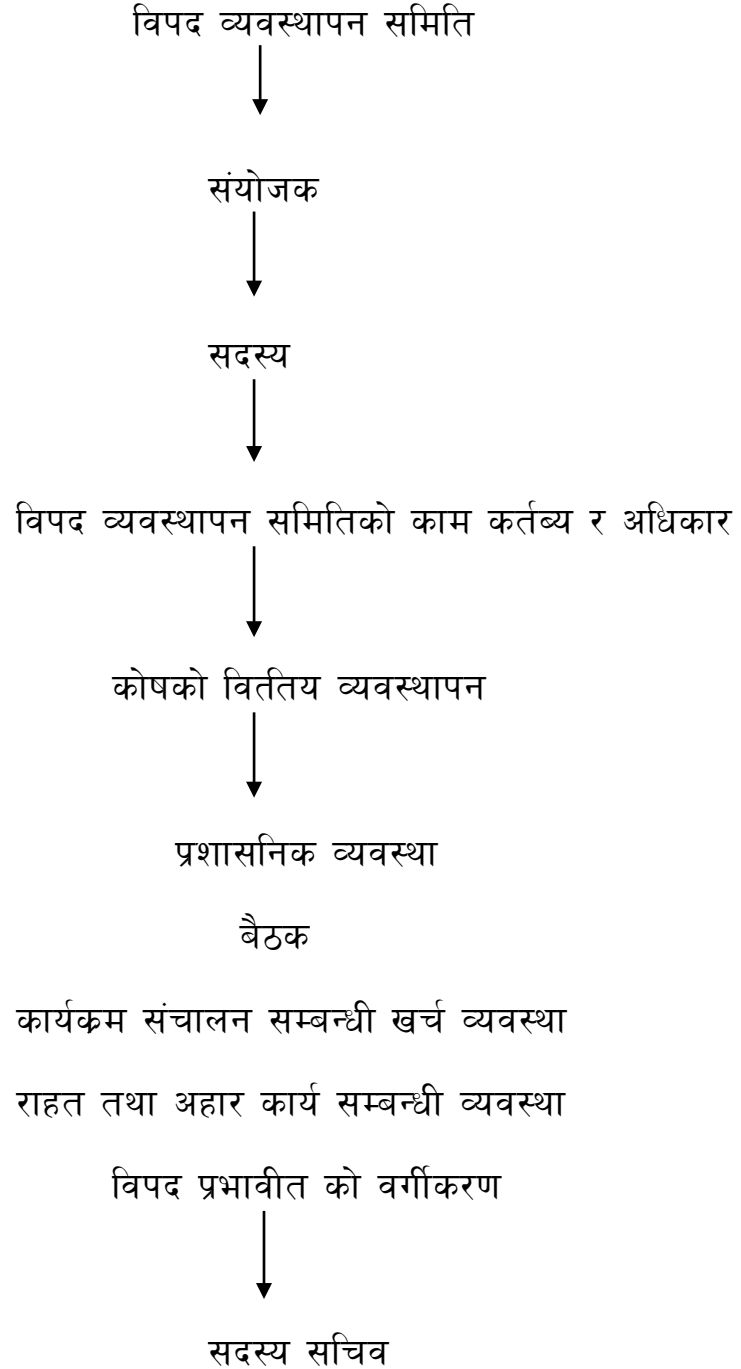 विपद व्यवस्थापन समिति
संयोजक
सदस्य
विपद व्यवस्थापन समितिको काम कर्तब्य र अधिकार
कोषको वित्तिय व्यवस्थापन
प्रशासनिक व्यवस्था
बैठक
कार्यक्रम संचालन सम्बन्धी खर्च व्यवस्था
राहत तथा अहार कार्य सम्बन्धी व्यवस्था
विपद प्रभावीत को वर्गीकरण
सदस्य सचिव